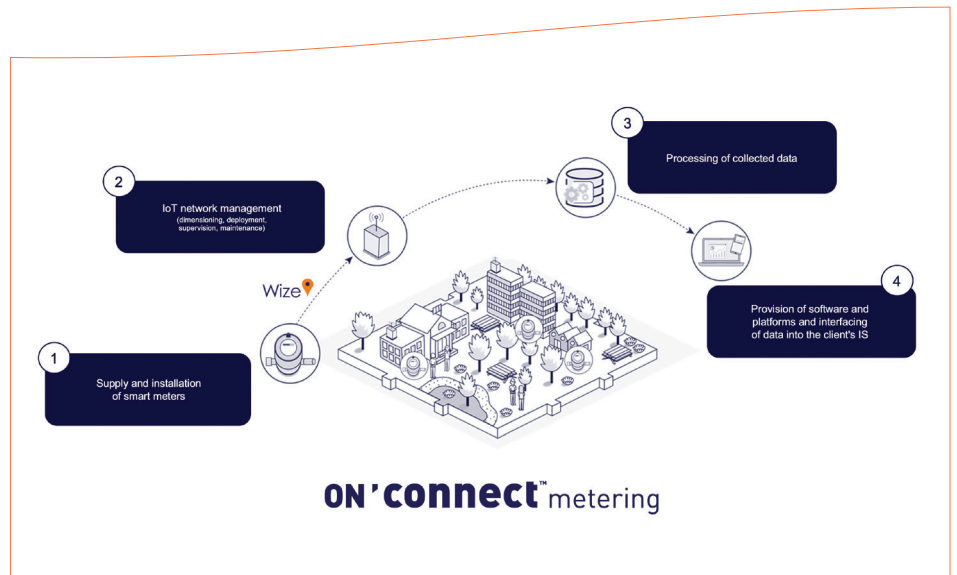 3
Processing of collected data
2
IoT network management
(dimensioning, deployment,
supervision, maintenance)
Wize
4
Provision of software and
platforms and interfacing
of data into the client's IS
1
Supply and installation
of smart meters
ON'connect™ metering